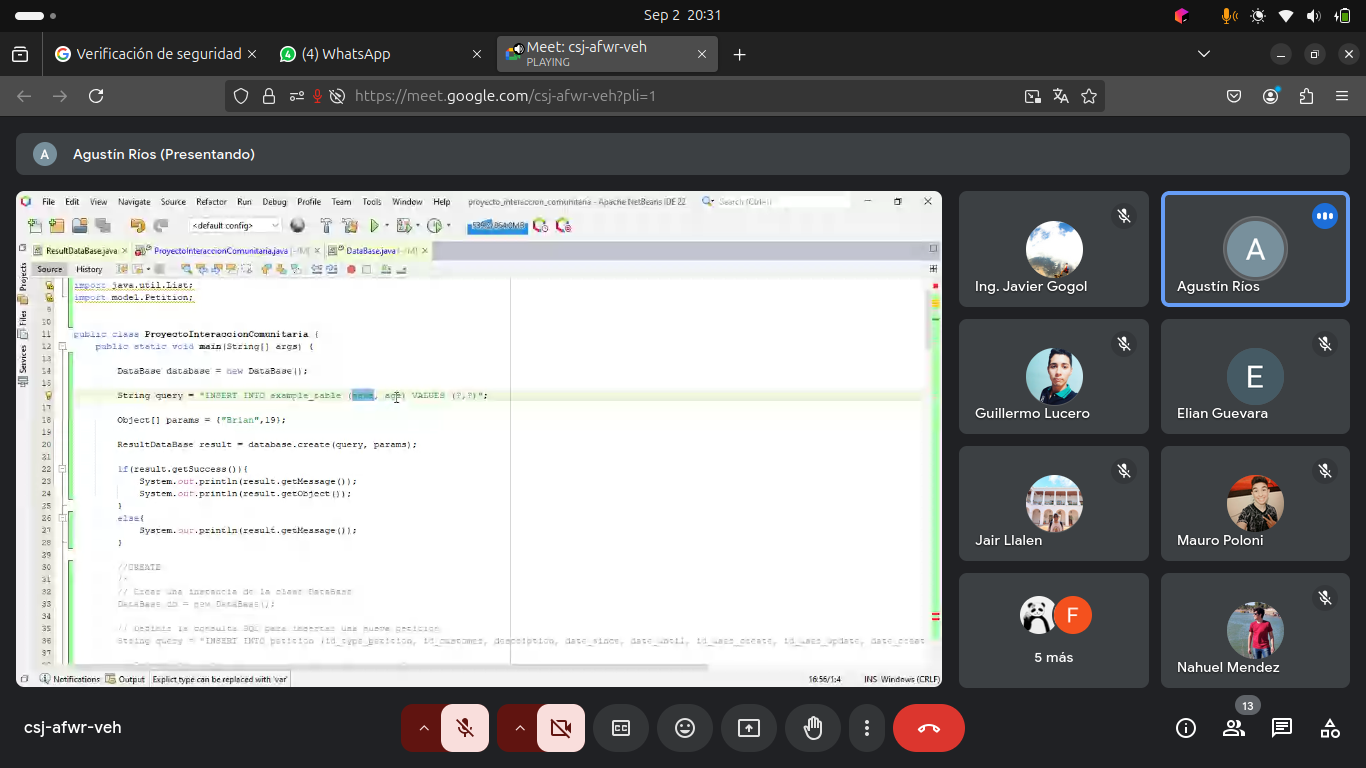 Sep 2 20:31
Verificación de seguridad
(4) WhatsApp
Meet: csj-afwr-veh
PLAYING
https://meet.google.com/csj-afwr-veh?pli=1
A
Agustín Ríos (Presentando)
File Edit View Navigate Source Refactor Run Debug Profile Team Tools Window Help
proyecto_interaccion_comunitaria - Apache NetBeans IDE 22
Search (Ctrl+I)
<default config>
ResultDataBase.java
ProyectoInteraccionComunitaria.java
DataBase.java
Source History
Projects
Files
Services
import java.util.List;
import model.Petition;
9
10
11 public class ProyectoInteraccionComunitaria {
12 public static void main(String[] args) {
13
14 DataBase database = new DataBase();
15
String query = "INSERT INTO example_table (name, age) VALUES (?,?)";
17
18 Object[] params = {"Brian",19};
19
20 ResultDataBase result = database.create(query, params);
21
22 if(result.getSuccess()){
23 System.out.println(result.getMessage());
24 System.out.println(result.getObject());
25 }
26 else{
27 System.out.println(result.getMessage());
28 }
29
30 //CREATE
31 /*
32 // Crear una instancia de la clase DataBase
33 DataBase db = new DataBase();
34
35 // Definir la consulta SQL para insertar una nueva petición
36 String query = "INSERT INTO petition (id_type_petition, id_customer, description, date_since, date_until, id_user_create, id_user_update, date_creat
Notifications
Output
Explict type can be replaced with 'var'
16:56/1:4
INS
Windows (CRLF)
Ing. Javier Gogol
A
Agustín Ríos
Guillermo Lucero
E
Elian Guevara
Jair Llalen
Mauro Poloni
F
5 más
Nahuel Mendez
csj-afwr-veh
13